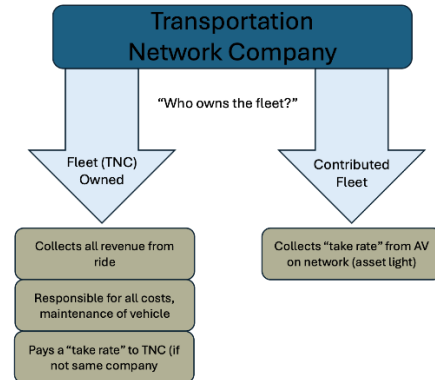 Transportation
Network Company
“Who owns the fleet?”
Fleet (TNC)
Owned
Contributed
Fleet
Collects all revenue from
ride
Responsible for all costs,
maintenance of vehicle
Pays a “take rate” to TNC (if
not same company
Collects “take rate” from AV
on network (asset light)